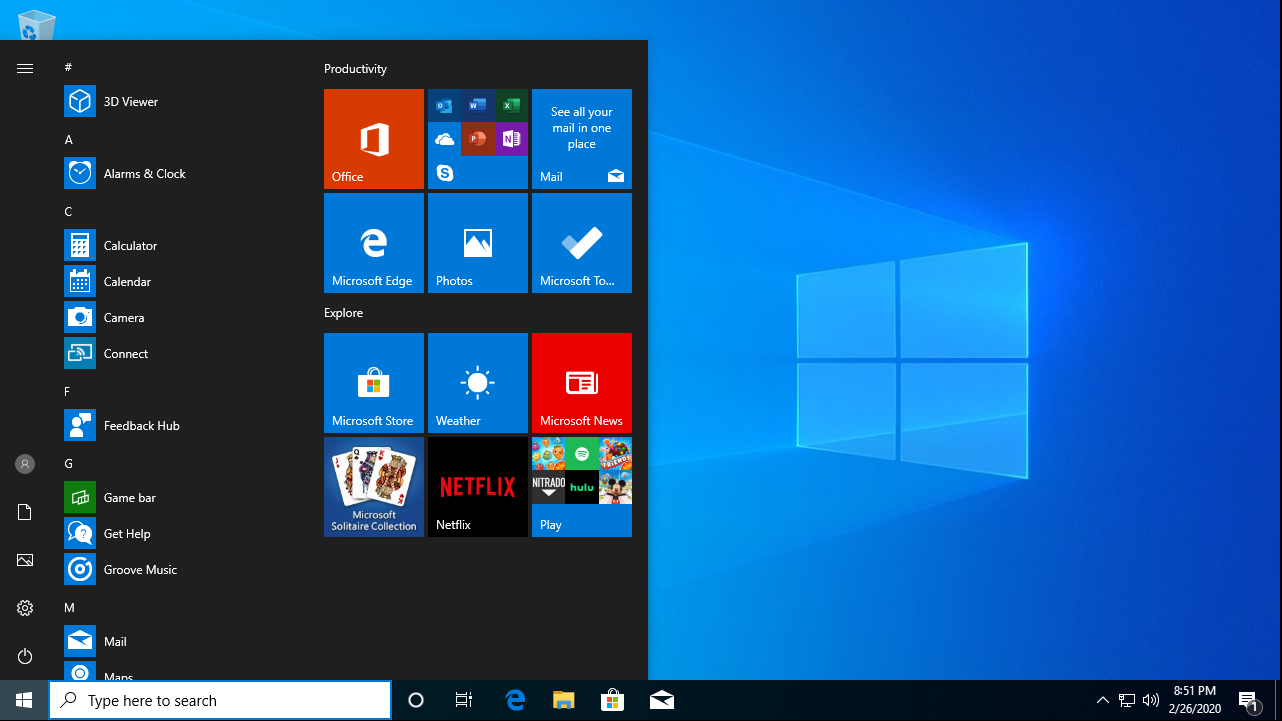 #
3D Viewer
A
Alarms & Clock
C
Calculator
Calendar
Camera
Connect
F
Feedback Hub
G
Game bar
Get Help
Groove Music
M
Mail
Maps
Productivity
Office
See all your
mail in one
place
Mail
Microsoft Edge
Photos
Microsoft To...
Explore
Microsoft Store
Weather
Microsoft News
Microsoft
Solitaire Collection
NETFLIX
Netflix
FRIENDS
NITRADO
hulu
Play
Type here to search
8:51 PM
2/26/2020
1